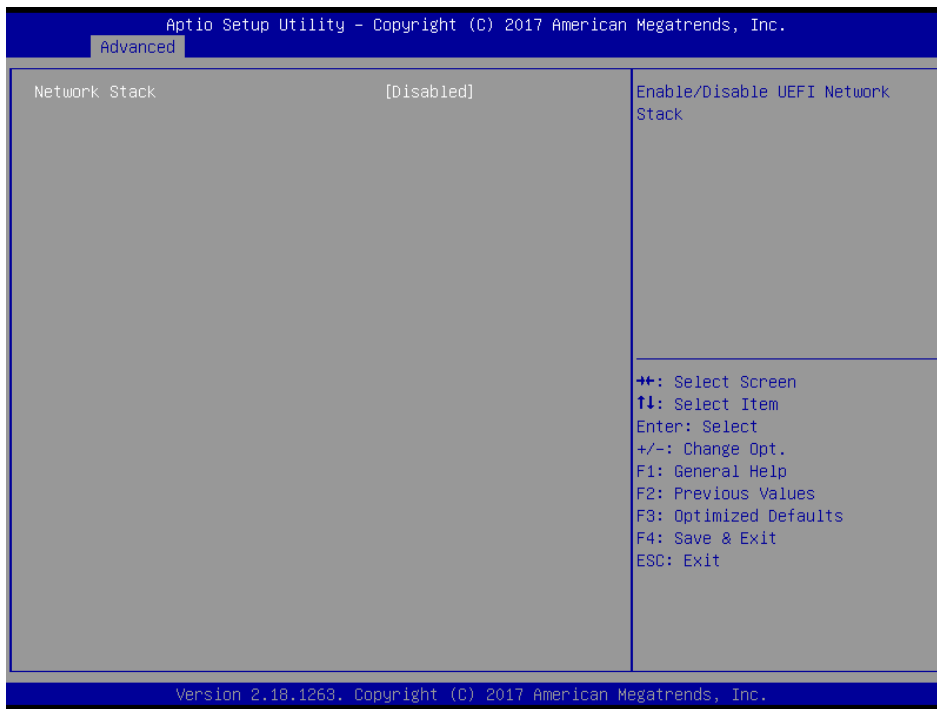 Aptio Setup Utility – Copyright (C) 2017 American Megatrends, Inc.
Advanced
Network Stack [Disabled]
Enable/Disable UEFI Network
Stack
→←: Select Screen
↑↓: Select Item
Enter: Select
+/-: Change Opt.
F1: General Help
F2: Previous Values
F3: Optimized Defaults
F4: Save & Exit
ESC: Exit
Version 2.18.1263. Copyright (C) 2017 American Megatrends, Inc.